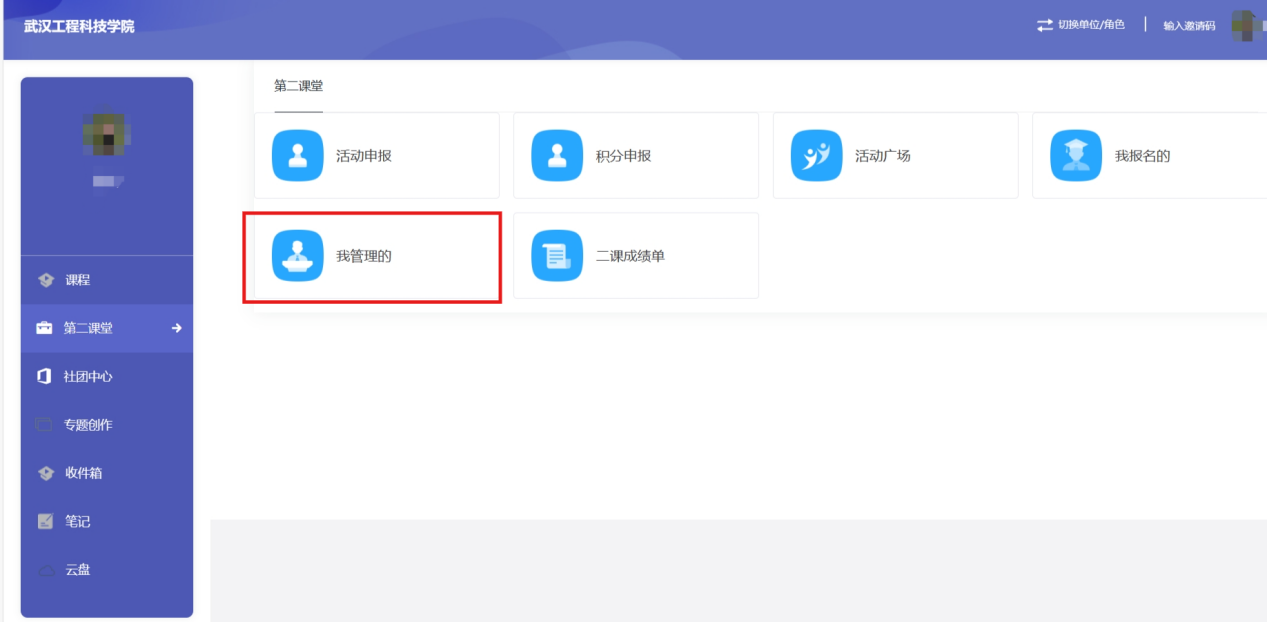 武汉工程科技学院
切换单位/角色
输入邀请码
第二课堂
活动申报
积分申报
活动广场
我报名的
我管理的
二课成绩单
课程
第二课堂
社团中心
专题创作
收件箱
笔记
云盘